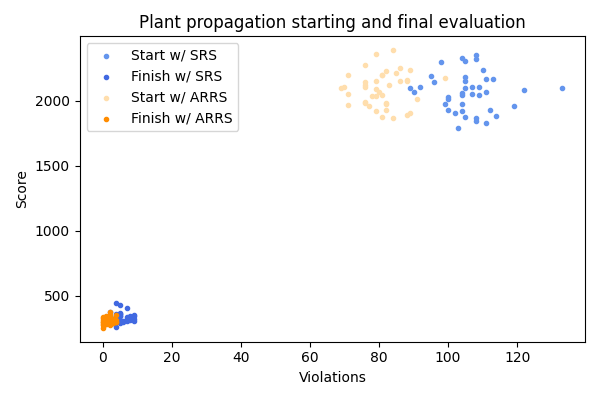 Plant propagation starting and final evaluation
Start w/ SRS
Finish w/ SRS
Start w/ ARRS
Finish w/ ARRS
Score
2000
1500
1000
500
0 20 40 60 80 100 120
Violations